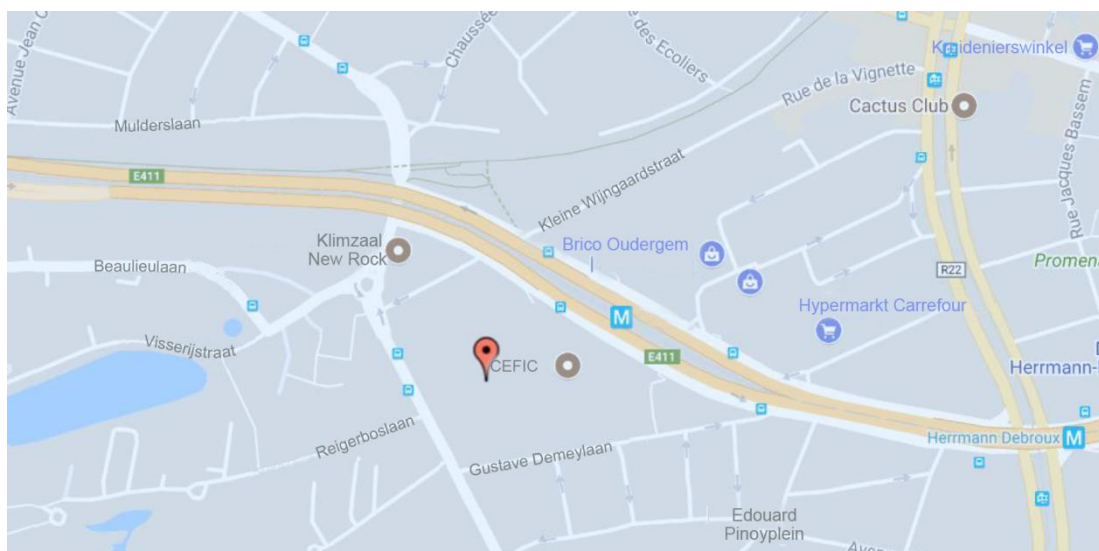 Avenue Jean C
Chaussée
e des Ecoliers
Kruidenierswinkel
Rue de la Vignette
Cactus Club
Rue Jacques Bassem
Mulderslaan
E411
Kleine Wijngaardstraat
Klimzaal
New Rock
Brico Oudergem
Beaulieulaan
R22
Promena
Hypermarkt Carrefour
M
Visserijstraat
CEFIC
E411
D
Herrmann-
Reigerboslaan
Gustave Demeylaan
Herrmann Debroux
M
Edouard
Pinoyplein